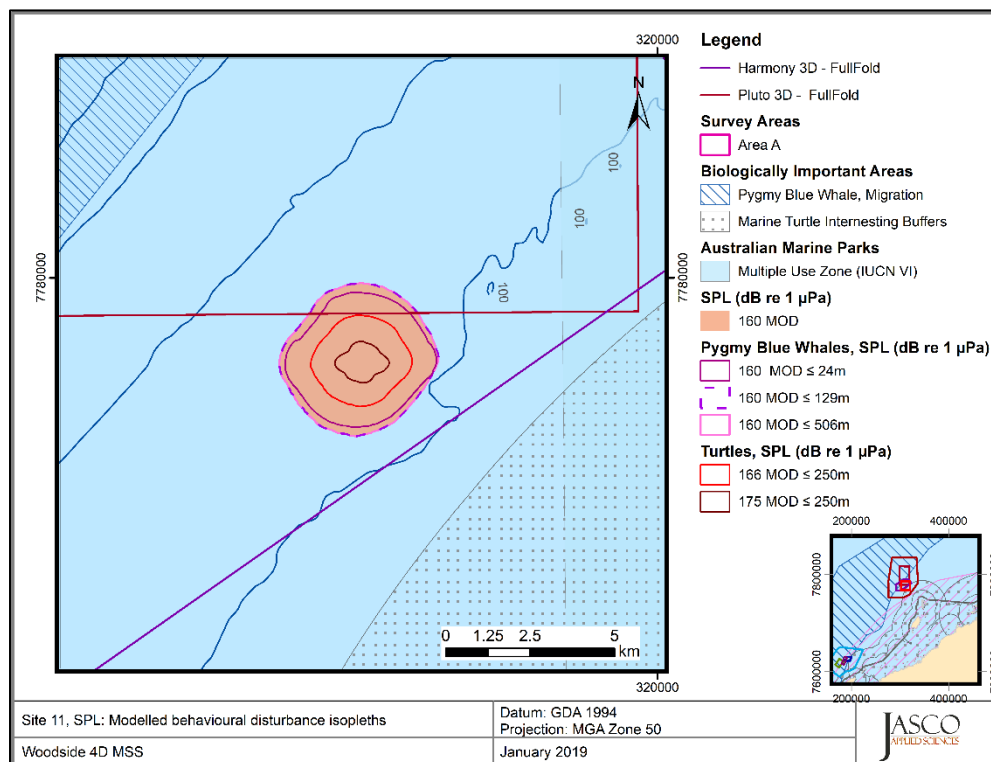 320000
Legend
N
Harmony 3D - FullFold
Pluto 3D - FullFold
Survey Areas
Area A
Biologically Important Areas
Pygmy Blue Whale, Migration
Marine Turtle Internesting Buffers
Australian Marine Parks
Multiple Use Zone (IUCN VI)
SPL (dB re 1 µPa)
160 MOD
Pygmy Blue Whales, SPL (dB re 1 µPa)
160 MOD ≤ 24m
160 MOD ≤ 129m
160 MOD ≤ 506m
Turtles, SPL (dB re 1 µPa)
166 MOD ≤ 250m
175 MOD ≤ 250m
100
100
100
7780000
7780000
0 1.25 2.5 5
km
320000
200000 400000
7800000
7600000
200000 400000
Site 11, SPL: Modelled behavioural disturbance isopleths
Datum: GDA 1994
Projection: MGA Zone 50
Woodside 4D MSS
January 2019
JASCO
APPLIED SCIENCES